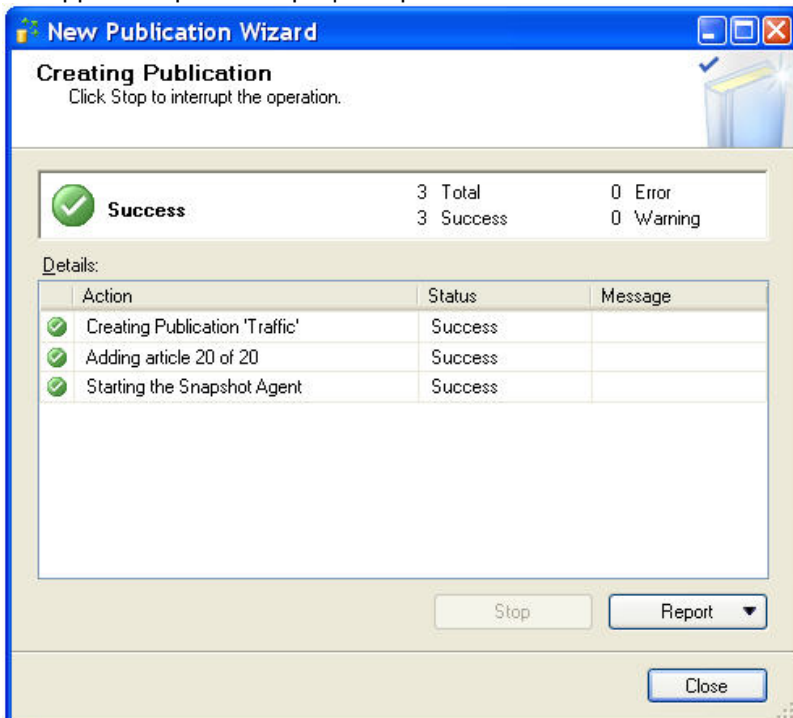 New Publication Wizard
Creating Publication
Click Stop to interrupt the operation.
Success
3 Total 0 Error
3 Success 0 Warning
Details:
Action Status Message
Creating Publication 'Traffic' Success
Adding article 20 of 20 Success
Starting the Snapshot Agent Success
Stop Report
Close